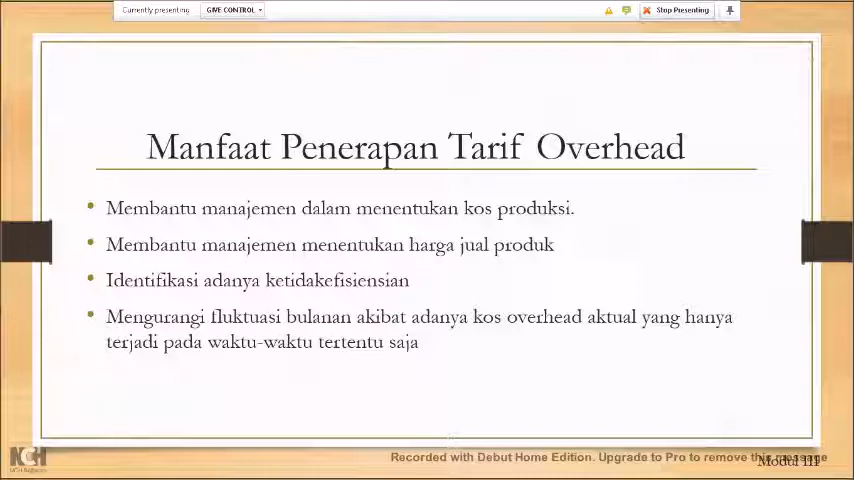 Currently presenting GIVE CONTROL Stop Presenting
Manfaat Penerapan Tarif Overhead
• Membantu manajemen dalam menentukan kos produksi.
• Membantu manajemen menentukan harga jual produk
• Identifikasi adanya ketidakefisiensian
• Mengurangi fluktuasi bulanan akibat adanya kos overhead aktual yang hanya
terjadi pada waktu-waktu tertentu saja
NCH
Recorded with Debut Home Edition. Upgrade to Pro to remove this message
Modul III